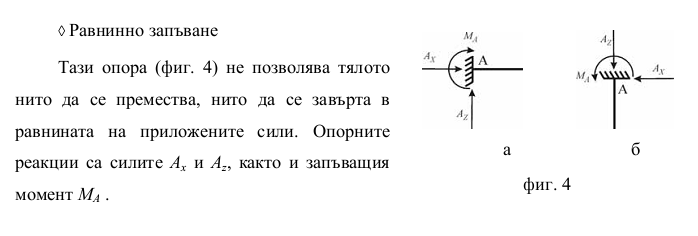 ◊ Равнинно запъване
Тази опора (фиг. 4) не позволява тялото
нито да се премества, нито да се завърта в
равнината на приложените сили. Опорните
реакции са силите Ax и Az, както и запъващия
момент MA .
MA
AX
A
AZ
а
AZ
MA
AX
A
б
фиг. 4